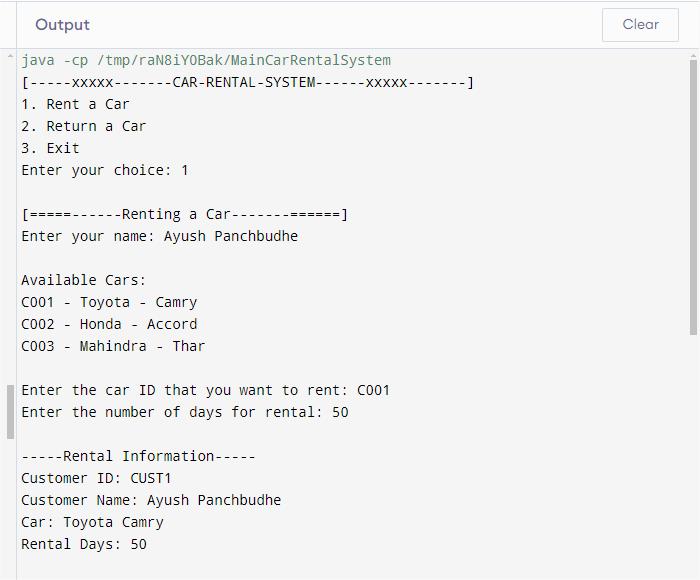 Output
Clear
java -cp /tmp/raN8iYOBak/MainCarRentalSystem
[-----xxxxx-------CAR-RENTAL-SYSTEM------xxxxx-------]
1. Rent a Car
2. Return a Car
3. Exit
Enter your choice: 1
[=====------Renting a Car-------======]
Enter your name: Ayush Panchbudhe
Available Cars:
C001 - Toyota - Camry
C002 - Honda - Accord
C003 - Mahindra - Thar
Enter the car ID that you want to rent: C001
Enter the number of days for rental: 50
-----Rental Information-----
Customer ID: CUST1
Customer Name: Ayush Panchbudhe
Car: Toyota Camry
Rental Days: 50